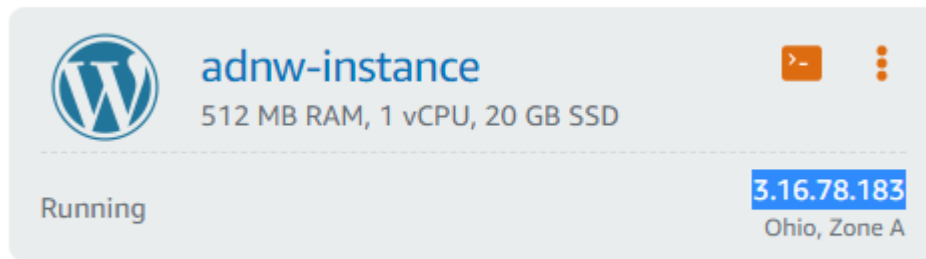 adnw-instance
512 MB RAM, 1 vCPU, 20 GB SSD
Running
3.16.78.183
Ohio, Zone A